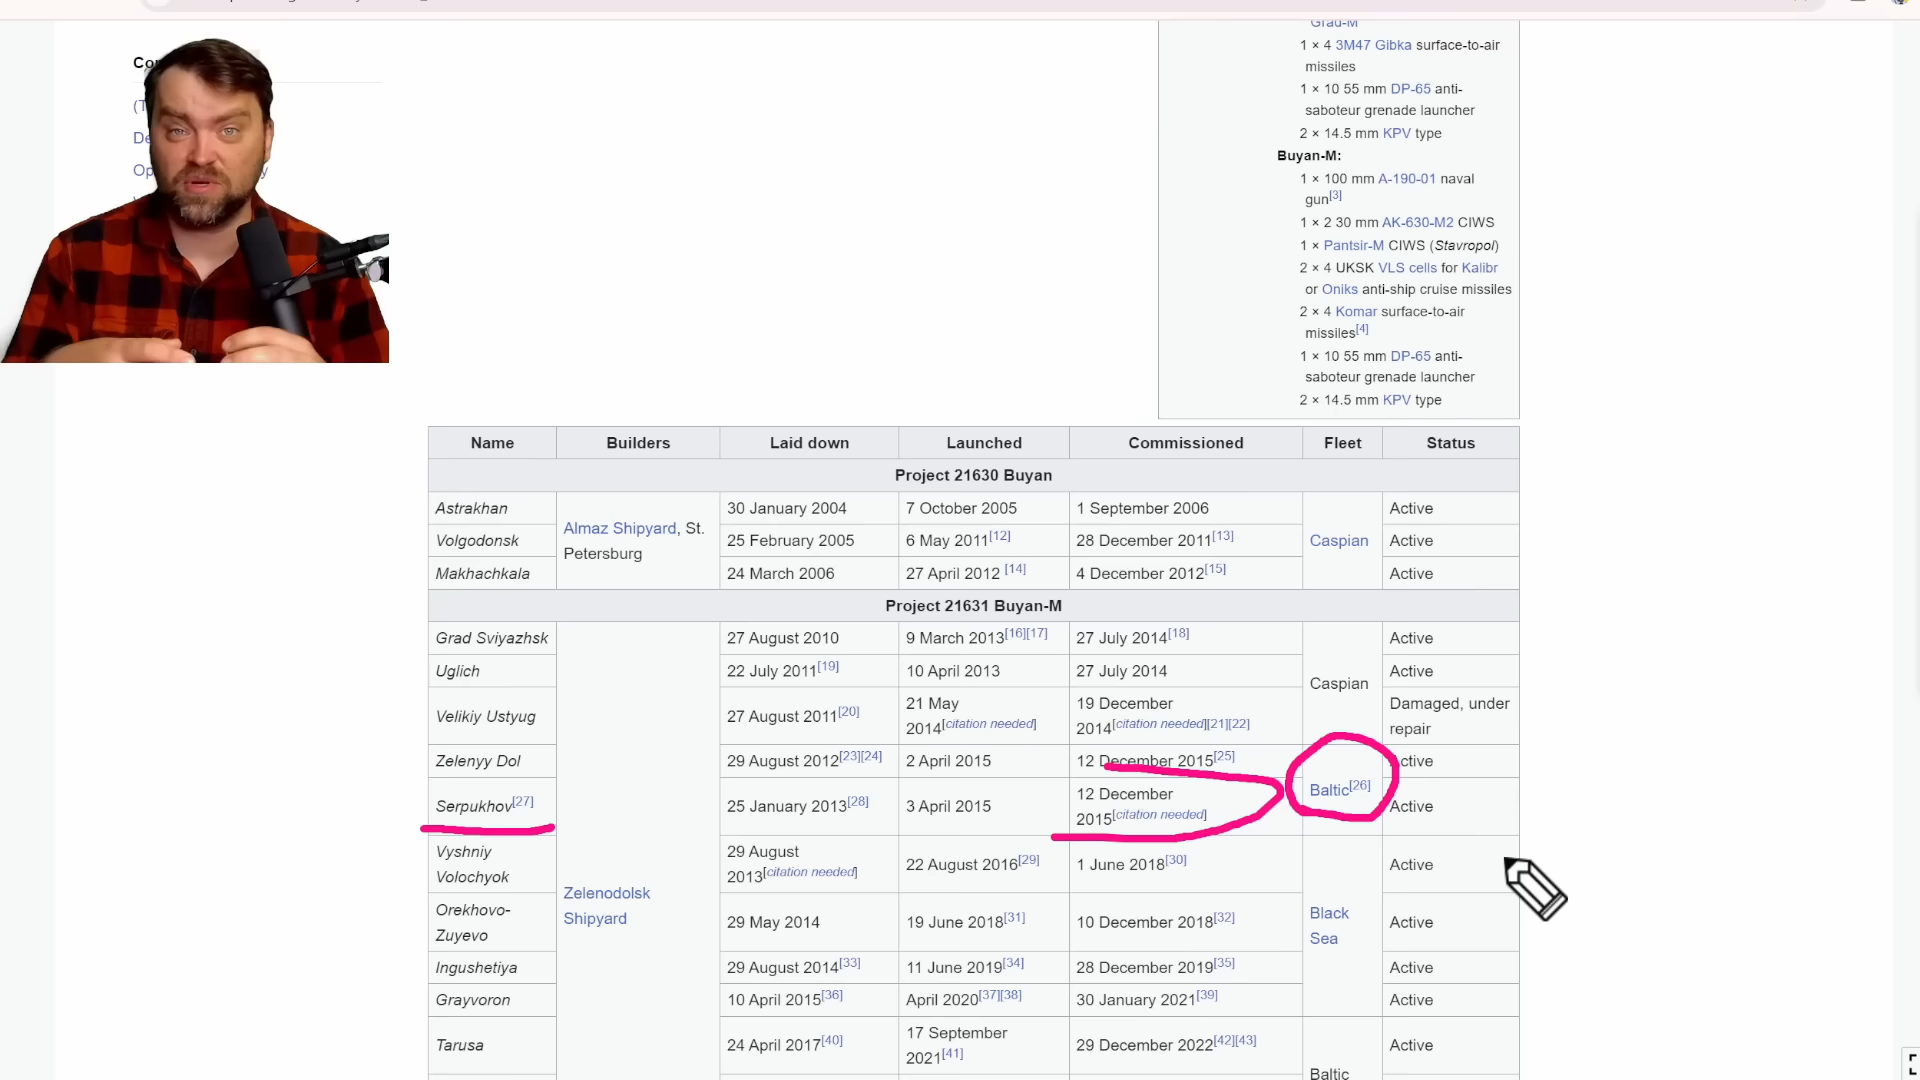 Grad-M
1 × 4 3M47 Gibka surface-to-air
missiles
1 × 10 55 mm DP-65 anti-
saboteur grenade launcher
2 × 14.5 mm KPV type
Buyan-M:
1 × 100 mm A-190-01 naval
gun[3]
1 × 2 30 mm AK-630-M2 CIWS
1 × Pantsir-M CIWS (Stavropol)
2 × 4 UKSK VLS cells for Kalibr
or Oniks anti-ship cruise missiles
2 × 4 Komar surface-to-air
missiles[4]
1 × 10 55 mm DP-65 anti-
saboteur grenade launcher
2 × 14.5 mm KPV type
Name Builders Laid down Launched Commissioned Fleet Status
Project 21630 Buyan
Astrakhan 30 January 2004 7 October 2005 1 September 2006 Active
Almaz Shipyard, St.
Petersburg
Volgodonsk 25 February 2005 6 May 2011[12] 28 December 2011[13] Caspian Active
Makhachkala 24 March 2006 27 April 2012 [14] 4 December 2012[15] Active
Project 21631 Buyan-M
Grad Sviyazhsk 27 August 2010 9 March 2013[16][17] 27 July 2014[18] Active
Uglich 22 July 2011[19] 10 April 2013 27 July 2014 Caspian Active
Velikiy Ustyug 27 August 2011[20] 21 May
2014[citation needed] 19 December
2014[citation needed][21][22] Damaged, under
repair
Zelenyy Dol 29 August 2012[23][24] 2 April 2015 12 December 2015[25] Baltic[26] ctive
Serpukhov[27] 25 January 2013[28] 3 April 2015 12 December
2015[citation needed] Active
Vyshniy
Volochyok 29 August
2013[citation needed] 22 August 2016[29] 1 June 2018[30] Active
Zelenodolsk
Shipyard
Black
Sea
Orekhovo-
Zuyevo 29 May 2014 19 June 2018[31] 10 December 2018[32] Active
Ingushetiya 29 August 2014[33] 11 June 2019[34] 28 December 2019[35] Active
Grayvoron 10 April 2015[36] April 2020[37][38] 30 January 2021[39] Active
Tarusa 24 April 2017[40] 17 September
2021[41] 29 December 2022[42][43] Active
Baltic